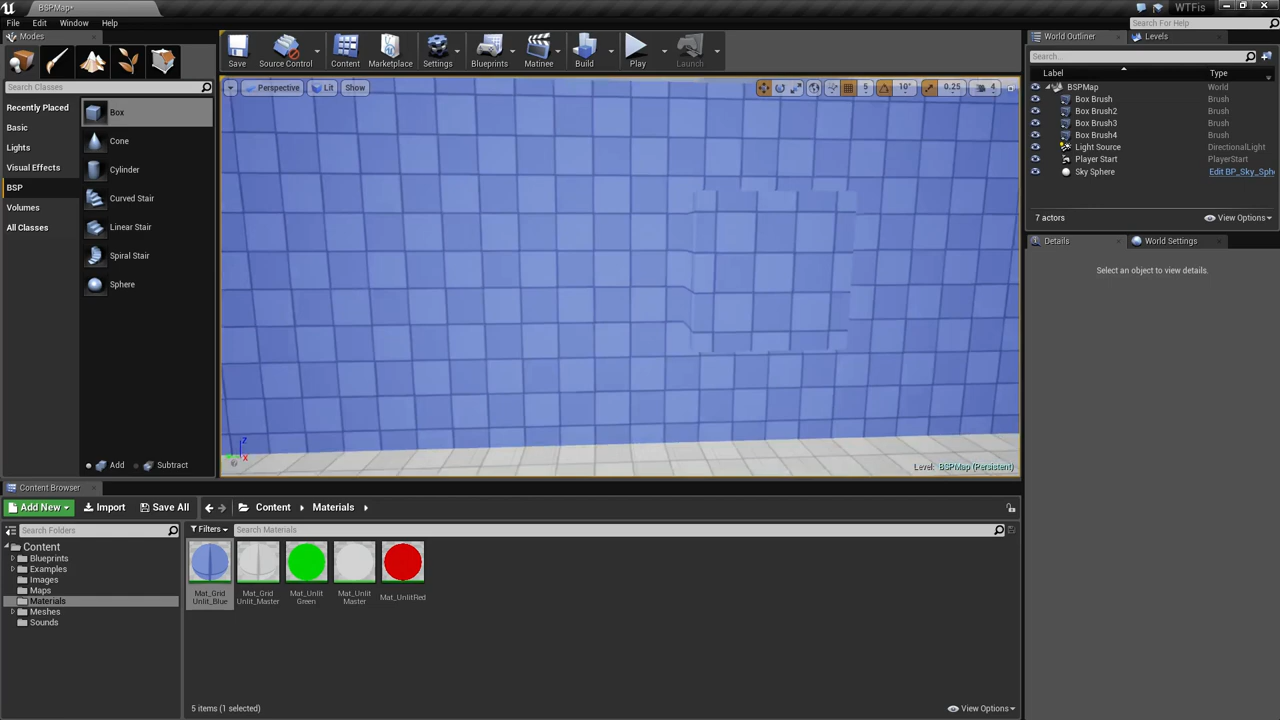 BSPMap*
WTFis
File Edit Window Help
Search For Help
Modes
Search Classes
Recently Placed
Basic
Lights
Visual Effects
BSP
Volumes
All Classes
Box
Cone
Cylinder
Curved Stair
Linear Stair
Spiral Stair
Sphere
Add Subtract
Save
Source Control
Content
Marketplace
Settings
Blueprints
Matinee
Build
Play
Launch
Perspective Lit Show
5 10° 0.25 4
Z
X
Level: BSPMap (Persistent)
World Outliner Levels
Search...
Label Type
BSPMap World
Box Brush Brush
Box Brush2 Brush
Box Brush3 Brush
Box Brush4 Brush
Light Source DirectionalLight
Player Start PlayerStart
Sky Sphere Edit BP_Sky_Sph
7 actors View Options
Details World Settings
Select an object to view details.
Content Browser
Add New Import Save All Content Materials
Search Folders
Filters Search Materials
Content
Blueprints
Examples
Images
Maps
Materials
Meshes
Sounds
Mat_Grid
Unlit_Blue
Mat_Grid
Unlit_Master
Mat_Unlit
Green
Mat_Unlit
Master
Mat_UnlitRed
5 items (1 selected) View Options